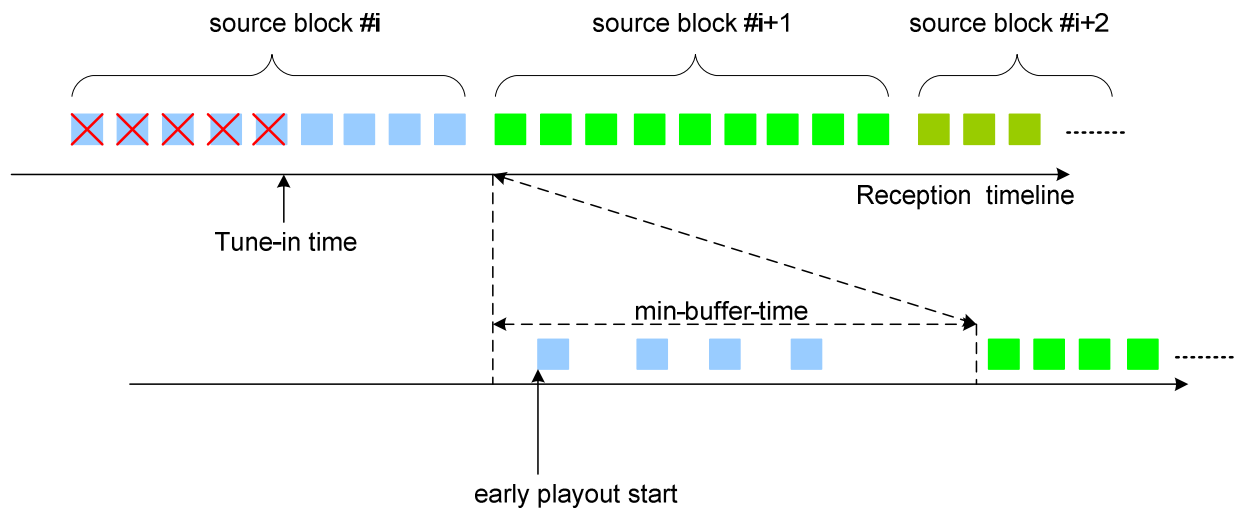 source block #i
source block #i+1
source block #i+2
Reception timeline
Tune-in time
min-buffer-time
early playout start